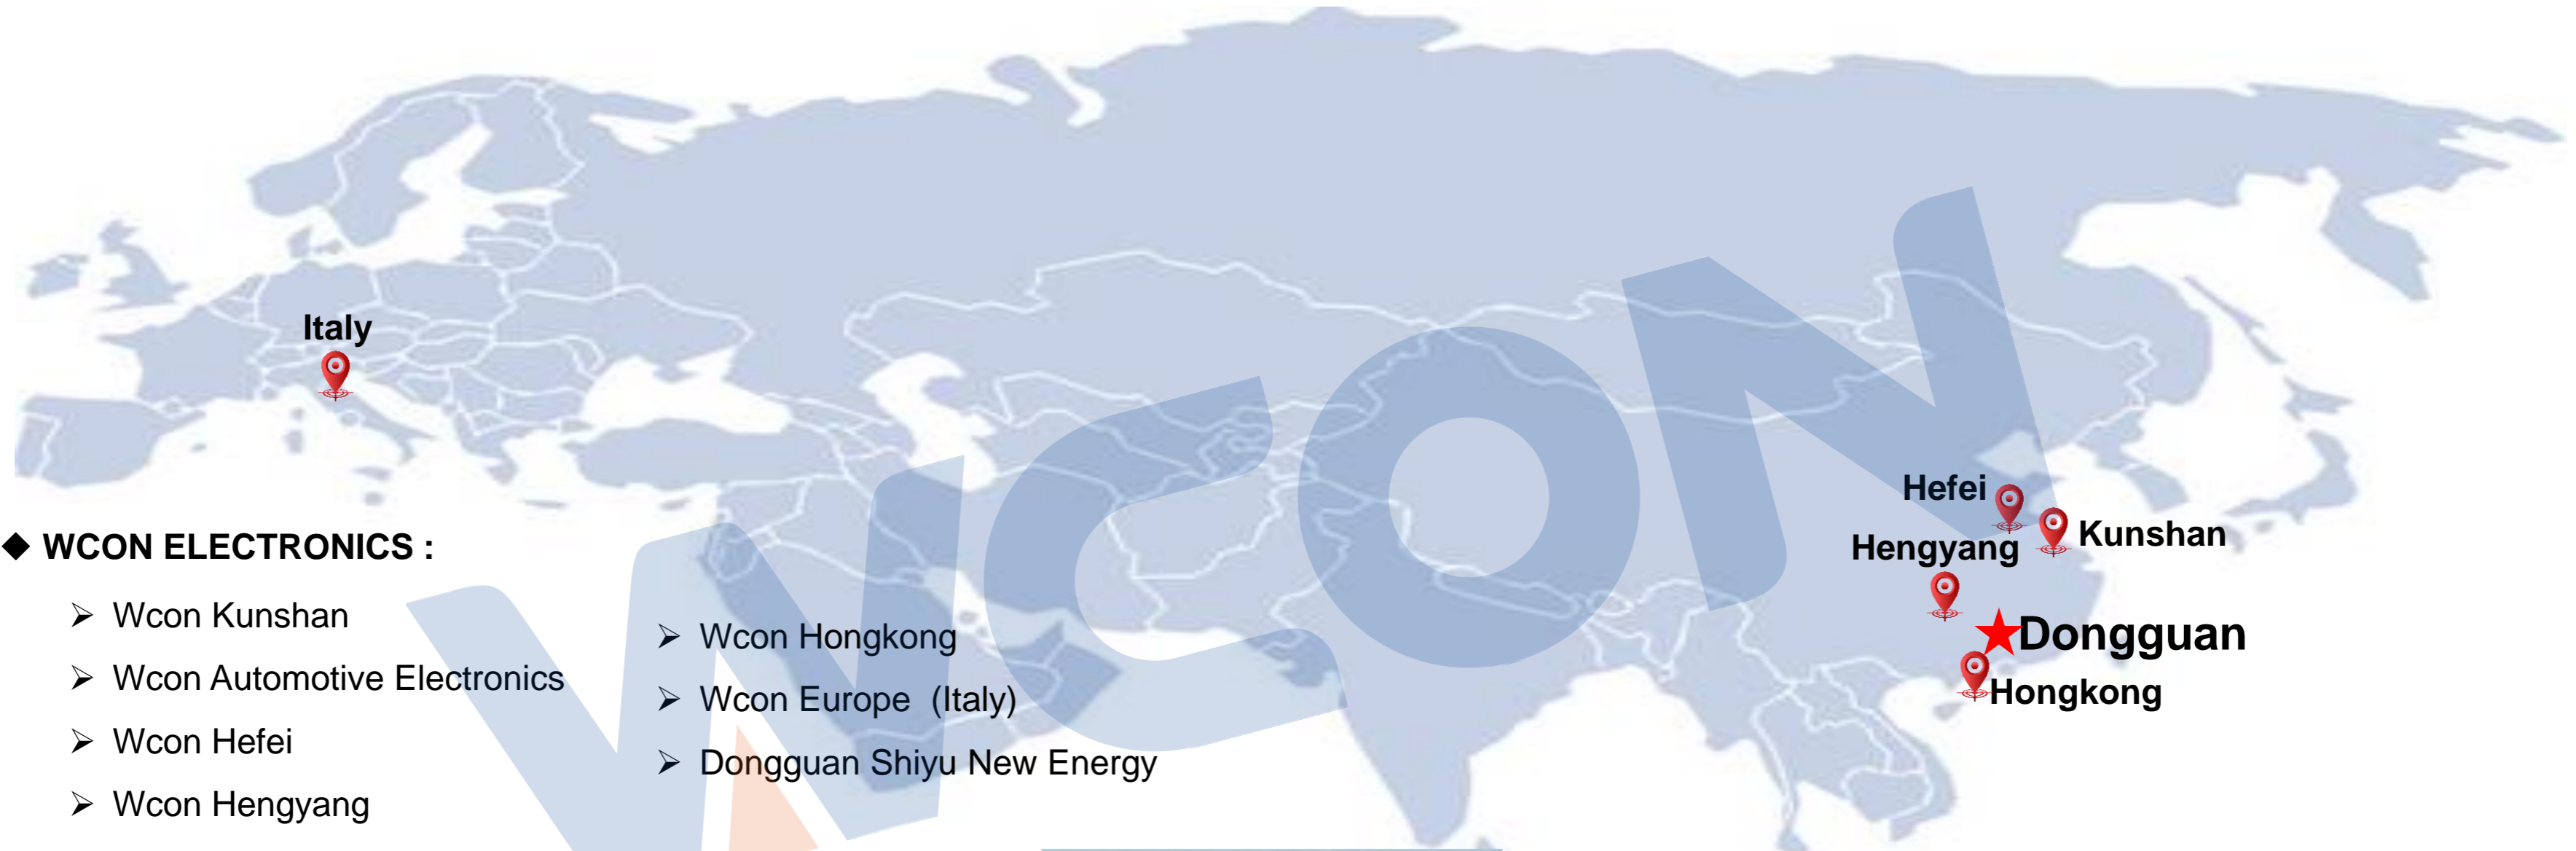 Italy
Hefei
Kunshan
Hengyang
Dongguan
Hongkong
WCON ELECTRONICS :
Wcon Kunshan
Wcon Automotive Electronics
Wcon Hefei
Wcon Hengyang
Wcon Hongkong
Wcon Europe (Italy)
Dongguan Shiyu New Energy
WCON